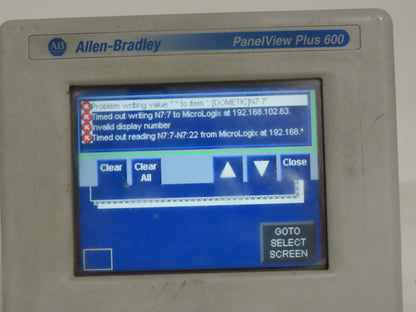 AB Allen-Bradley
PanelView Plus 600
Problem writing value " " to item '::[DOMETIC]N7:7'
Timed out writing N7:7 to MicroLogix at 192.168.102.63.
Invalid display number
Timed out reading N7:7-N7:22 from MicroLogix at 192.168.*
Clear
Clear
All
Close
GOTO
SELECT
SCREEN